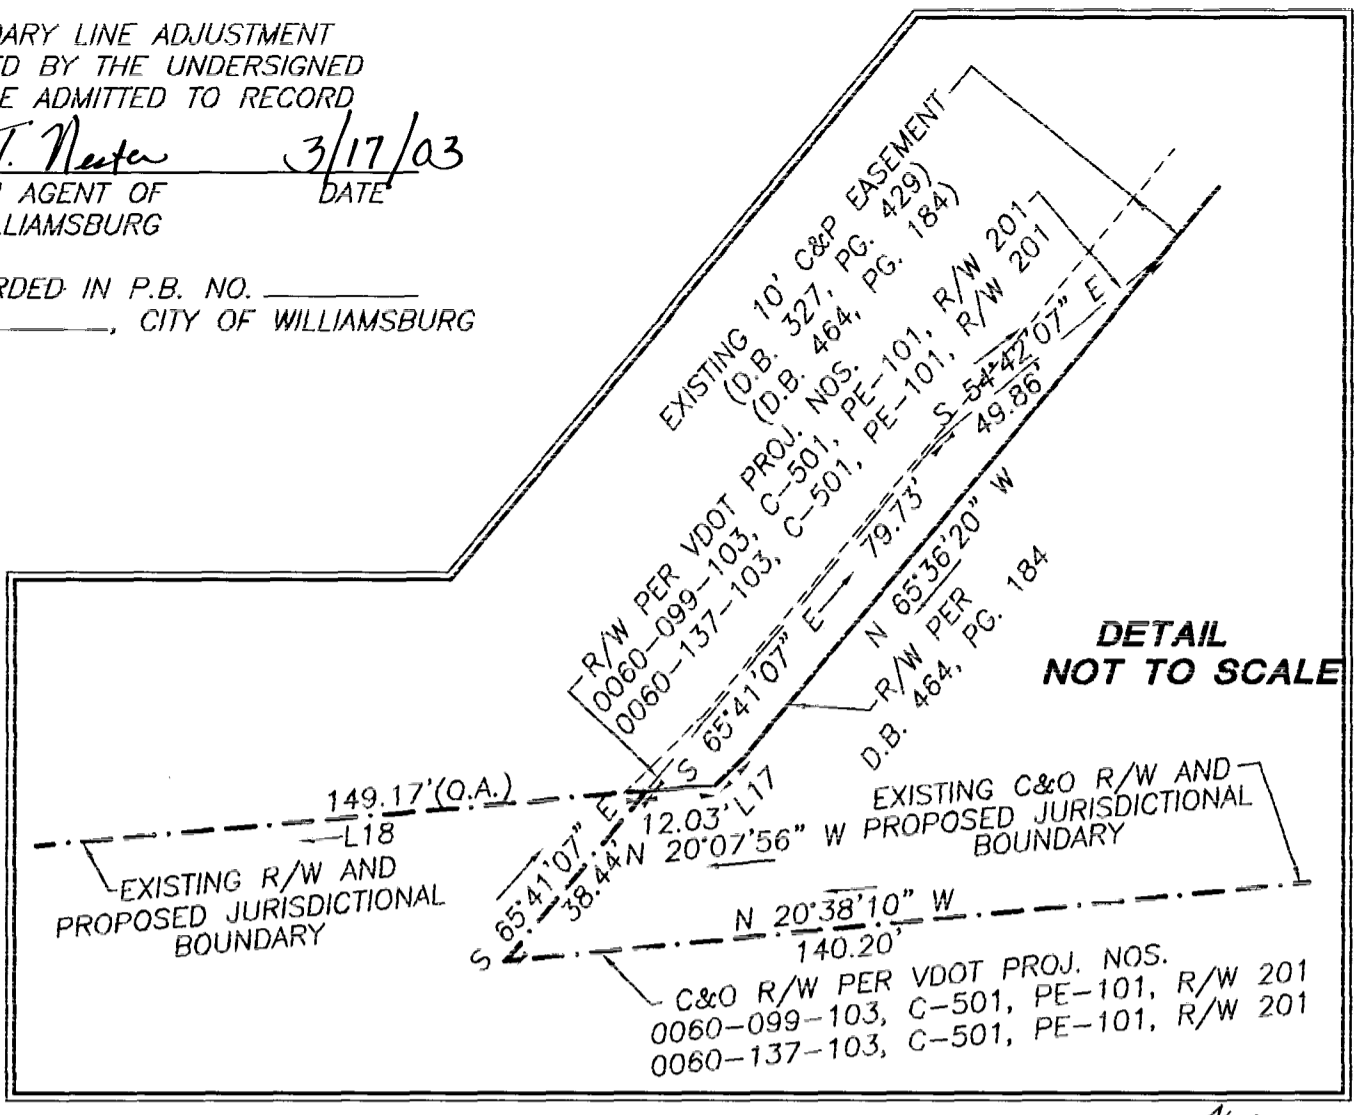 DARY LINE ADJUSTMENT
ED BY THE UNDERSIGNED
E ADMITTED TO RECORD
T. Nester 3/17/03
AGENT OF DATE
LLIAMSBURG
RDED IN P.B. NO.
, CITY OF WILLIAMSBURG
EXISTING 10' C&P EASEMENT
(D.B. 327, PG. 429)
(D.B. 464, PG. 184)
R/W PER VDOT PROJ. NOS.
0060-099-103, C-501, PE-101, R/W 201
0060-137-103, C-501, PE-101, R/W 201
S 54°42'07" E
49.86'
S 65°41'07" E 79.73'
N 65°36'20" W
R/W PER
D.B. 464, PG. 184
DETAIL
NOT TO SCALE
149.17'(O.A.)
L18
12.03' L17
N 20°07'56" W
S 65°41'07" E
38.44'
EXISTING R/W AND
PROPOSED JURISDICTIONAL
BOUNDARY
EXISTING C&O R/W AND
PROPOSED JURISDICTIONAL
BOUNDARY
N 20°38'10" W
140.20'
C&O R/W PER VDOT PROJ. NOS.
0060-099-103, C-501, PE-101, R/W 201
0060-137-103, C-501, PE-101, R/W 201